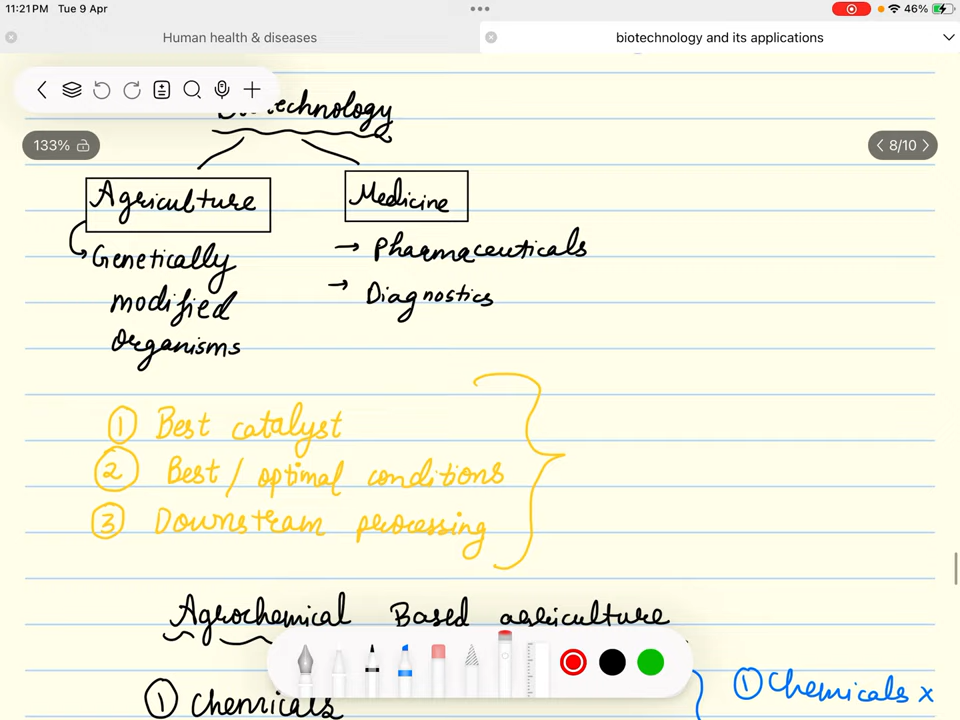 11:21 PM Tue 9 Apr
46%
Human health & diseases
biotechnology and its applications
133%
8/10
Biotechnology
Agriculture
Medicine
Genetically
modified
organisms
→ Pharmaceuticals
→ Diagnostics
① Best catalyst
② Best / optimal conditions
③ Downstream processing
Agrochemical Based agriculture
① Chemicals
① Chemicals x